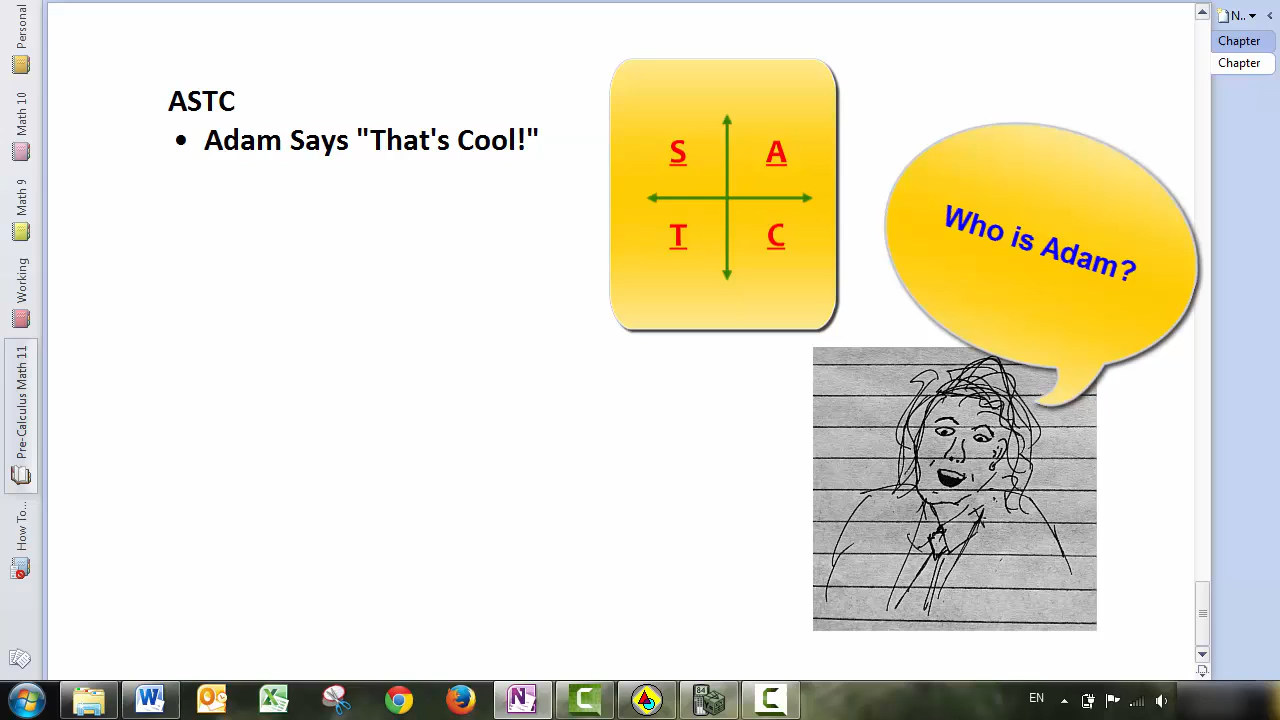 ASTC
• Adam Says "That's Cool!"
S A
T C
Who is Adam?
Personal
Math 10
Math 9
Working
Pre-Calculus Math 11
How To...
N..
Chapter
Chapter
EN
84